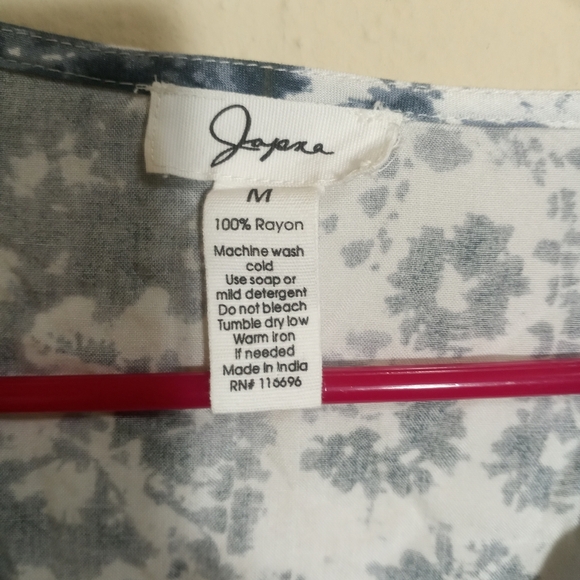 Japna
M
100% Rayon
Machine wash
cold
Use soap or
mild detergent
Do not bleach
Tumble dry low
Warm iron
If needed
Made in India
RN# 116696